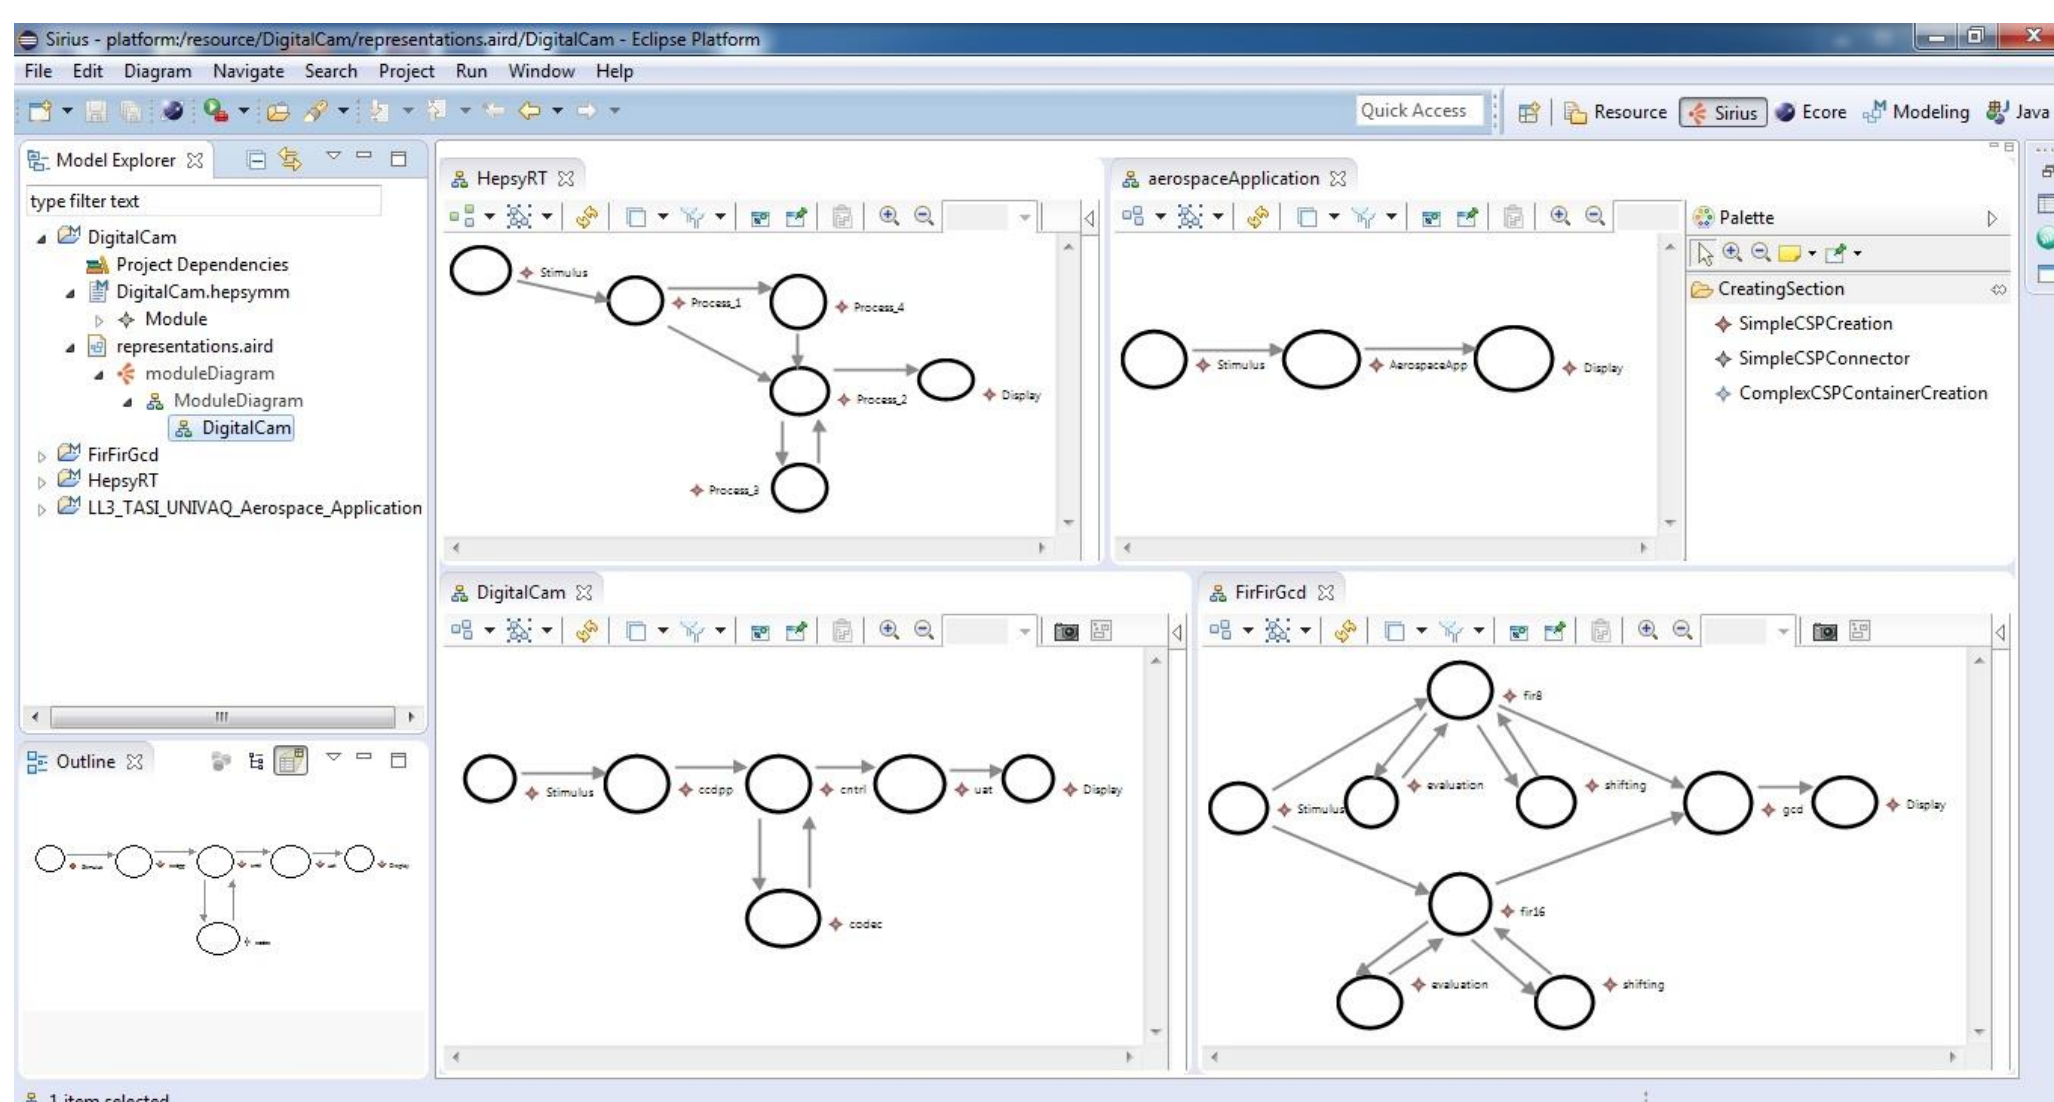 Sirius - platform:/resource/DigitalCam/representations.aird/DigitalCam - Eclipse Platform
File Edit Diagram Navigate Search Project Run Window Help
Quick Access
Resource Sirius Ecore Modeling Java
Model Explorer
type filter text
DigitalCam
Project Dependencies
DigitalCam.hepsymm
Module
representations.aird
moduleDiagram
ModuleDiagram
DigitalCam
FirFirGcd
HepsyRT
LL3_TASI_UNIVAQ_Aerospace_Application
Outline
HepsyRT
Stimulus
Process_1
Process_4
Process_2
Display
Process_3
aerospaceApplication
Stimulus
AerospaceApp
Display
Palette
CreatingSection
SimpleCSPCreation
SimpleCSPConnector
ComplexCSPContainerCreation
DigitalCam
Stimulus
ccdpp
cntrl
uat
Display
codec
FirFirGcd
fir8
evaluation
shifting
Stimulus
gcd
Display
fir16
evaluation
shifting
1 item selected